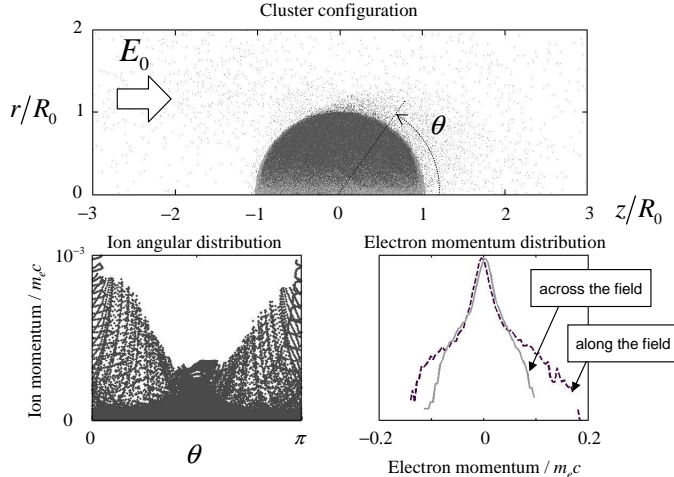 Cluster configuration
2
E₀
r/R₀
1
θ
0
−3
−2
−1
0
1
z/R₀
3
Ion angular distribution
Electron momentum distribution
10⁻³
Ion momentum / mₑc
across the field
along the field
0
0
θ
π
−0.2
0
0.2
Electron momentum / mₑc